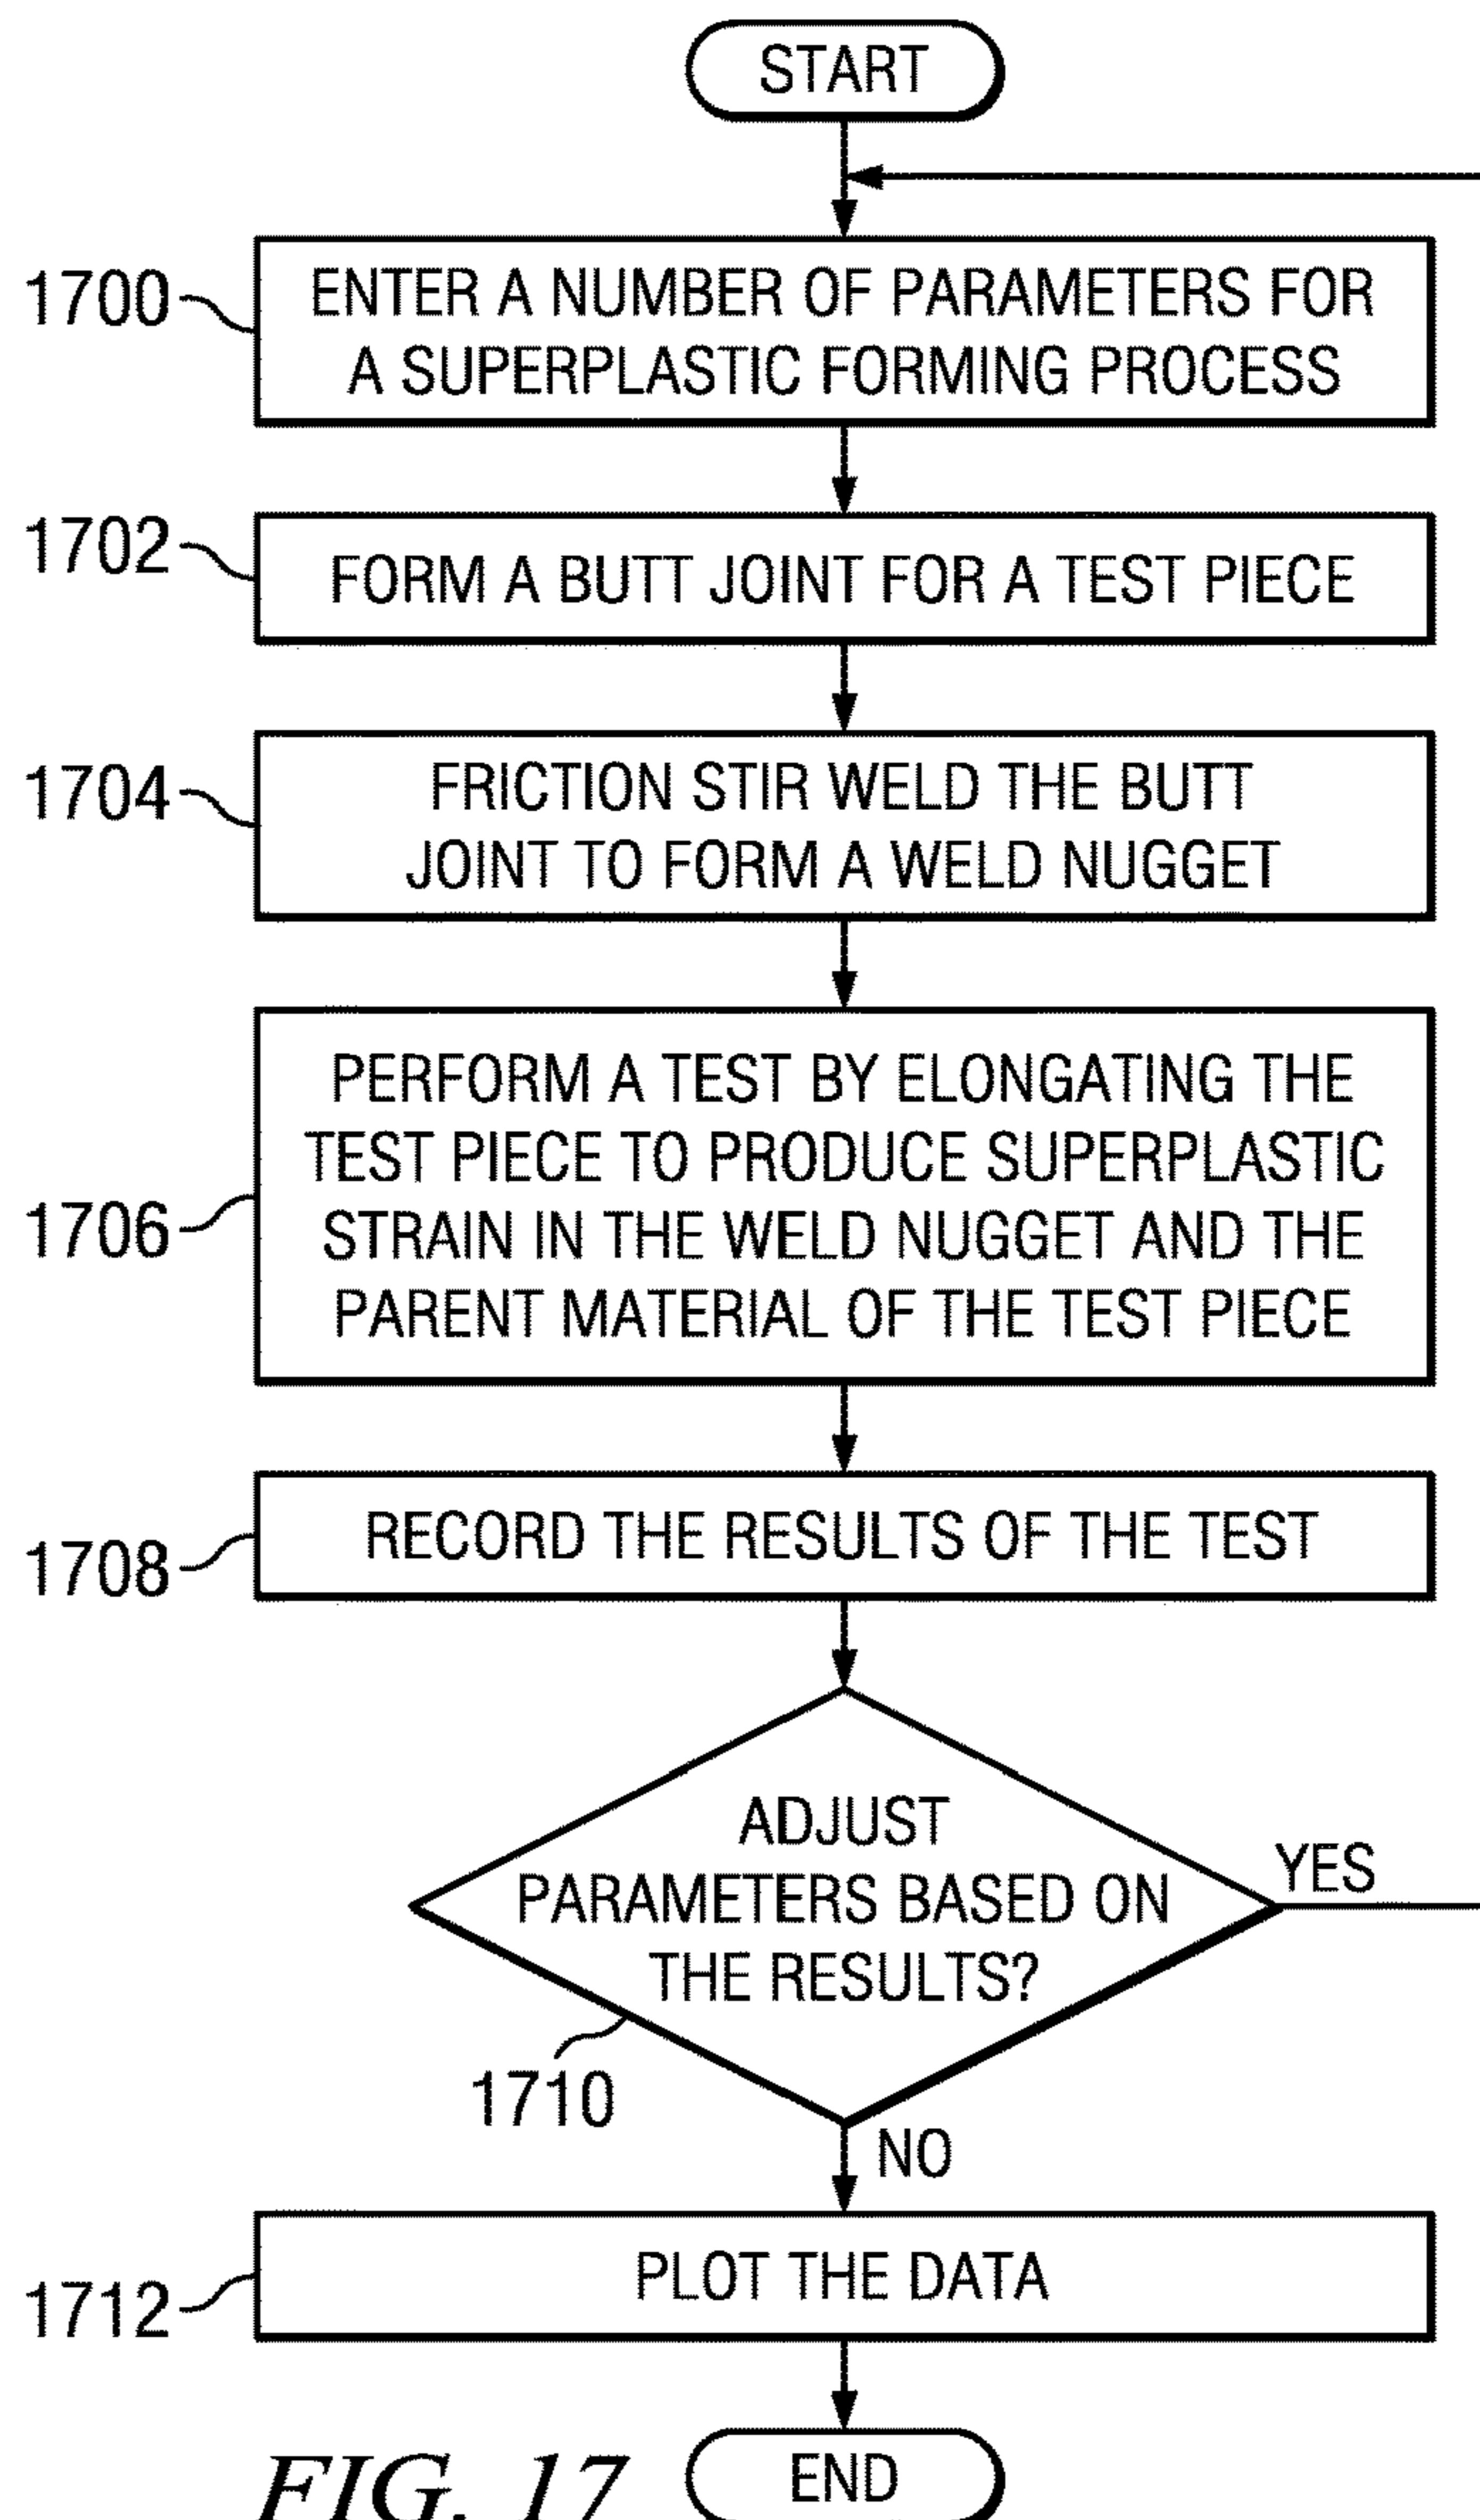 START
1700
ENTER A NUMBER OF PARAMETERS FOR
A SUPERPLASTIC FORMING PROCESS
1702
FORM A BUTT JOINT FOR A TEST PIECE
1704
FRICTION STIR WELD THE BUTT
JOINT TO FORM A WELD NUGGET
1706
PERFORM A TEST BY ELONGATING THE
TEST PIECE TO PRODUCE SUPERPLASTIC
STRAIN IN THE WELD NUGGET AND THE
PARENT MATERIAL OF THE TEST PIECE
1708
RECORD THE RESULTS OF THE TEST
ADJUST
PARAMETERS BASED ON
THE RESULTS?
YES
1710
NO
1712
PLOT THE DATA
FIG. 17
END